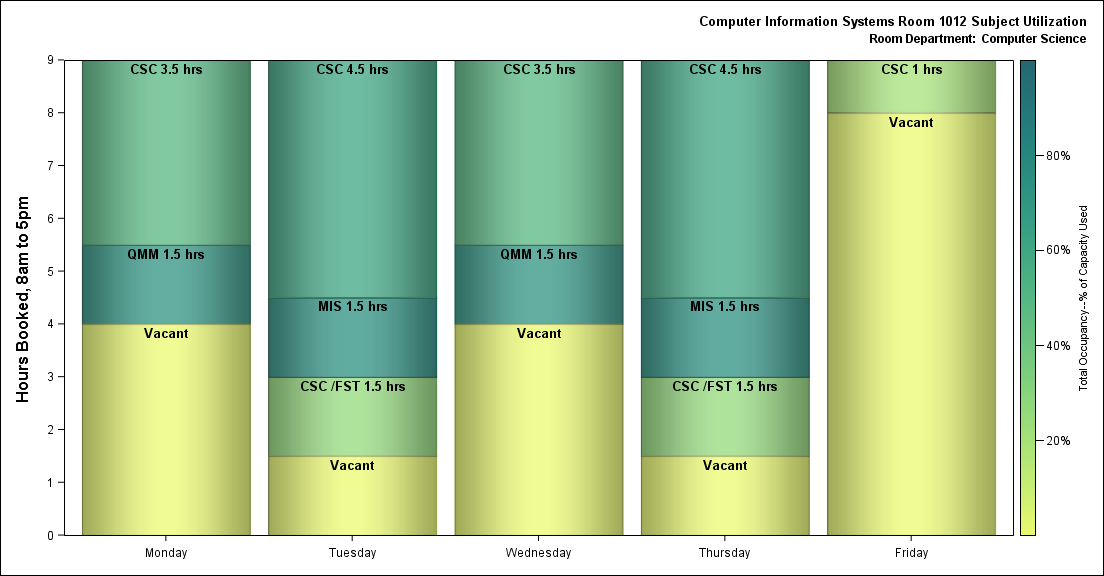 Computer Information Systems Room 1012 Subject Utilization
Room Department: Computer Science
Hours Booked, 8am to 5pm
9
8
7
6
5
4
3
2
1
0
CSC 3.5 hrs
QMM 1.5 hrs
Vacant
CSC 4.5 hrs
MIS 1.5 hrs
CSC /FST 1.5 hrs
Vacant
CSC 3.5 hrs
QMM 1.5 hrs
Vacant
CSC 4.5 hrs
MIS 1.5 hrs
CSC /FST 1.5 hrs
Vacant
CSC 1 hrs
Vacant
Monday
Tuesday
Wednesday
Thursday
Friday
80%
60%
40%
20%
Total Occupancy--% of Capacity Used